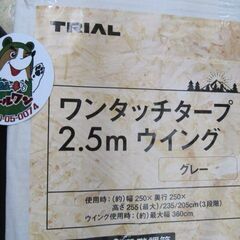 TRIAL
ワンタッチタープ
2.5m ウイング
グレー
使用時:(約)幅250×奥行250×
高さ255(最大)/235/205cm(3段階)
ウイング使用時:(約)最大幅360cm